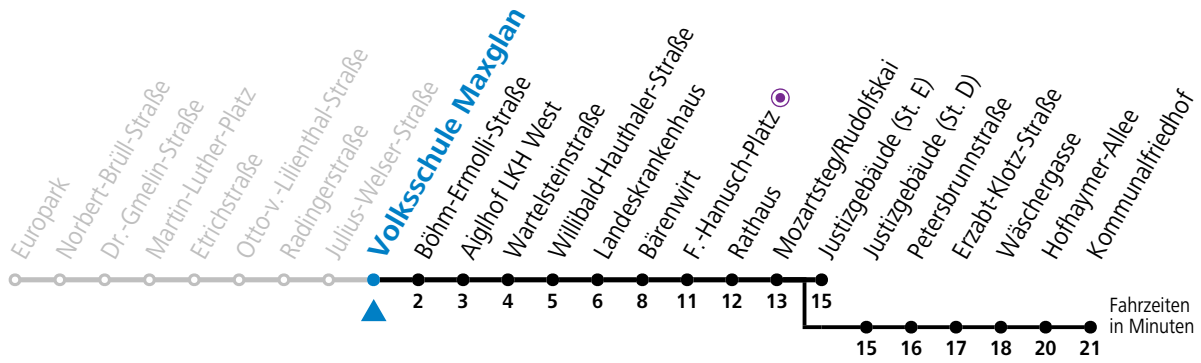 Europark
Norbert-Brüll-Straße
Dr.-Gmelin-Straße
Martin-Luther-Platz
Etrichstraße
Otto-v.-Lilienthal-Straße
Radingerstraße
Julius-Welser-Straße
Volksschule Maxglan
Böhm-Ermolli-Straße
Aiglhof LKH West
Wartelsteinstraße
Willibald-Hauthaler-Straße
Landeskrankenhaus
Bärenwirt
F.-Hanusch-Platz
Rathaus
Mozartsteg/Rudolfskai
Justizgebäude (St. E)
Justizgebäude (St. D)
Petersbrunnstraße
Erzabt-Klotz-Straße
Wäschergasse
Hofhaymer-Allee
Kommunalfriedhof
2 3 4 5 6 8 11 12 13 15
Fahrzeiten
in Minuten
15 16 17 18 20 21